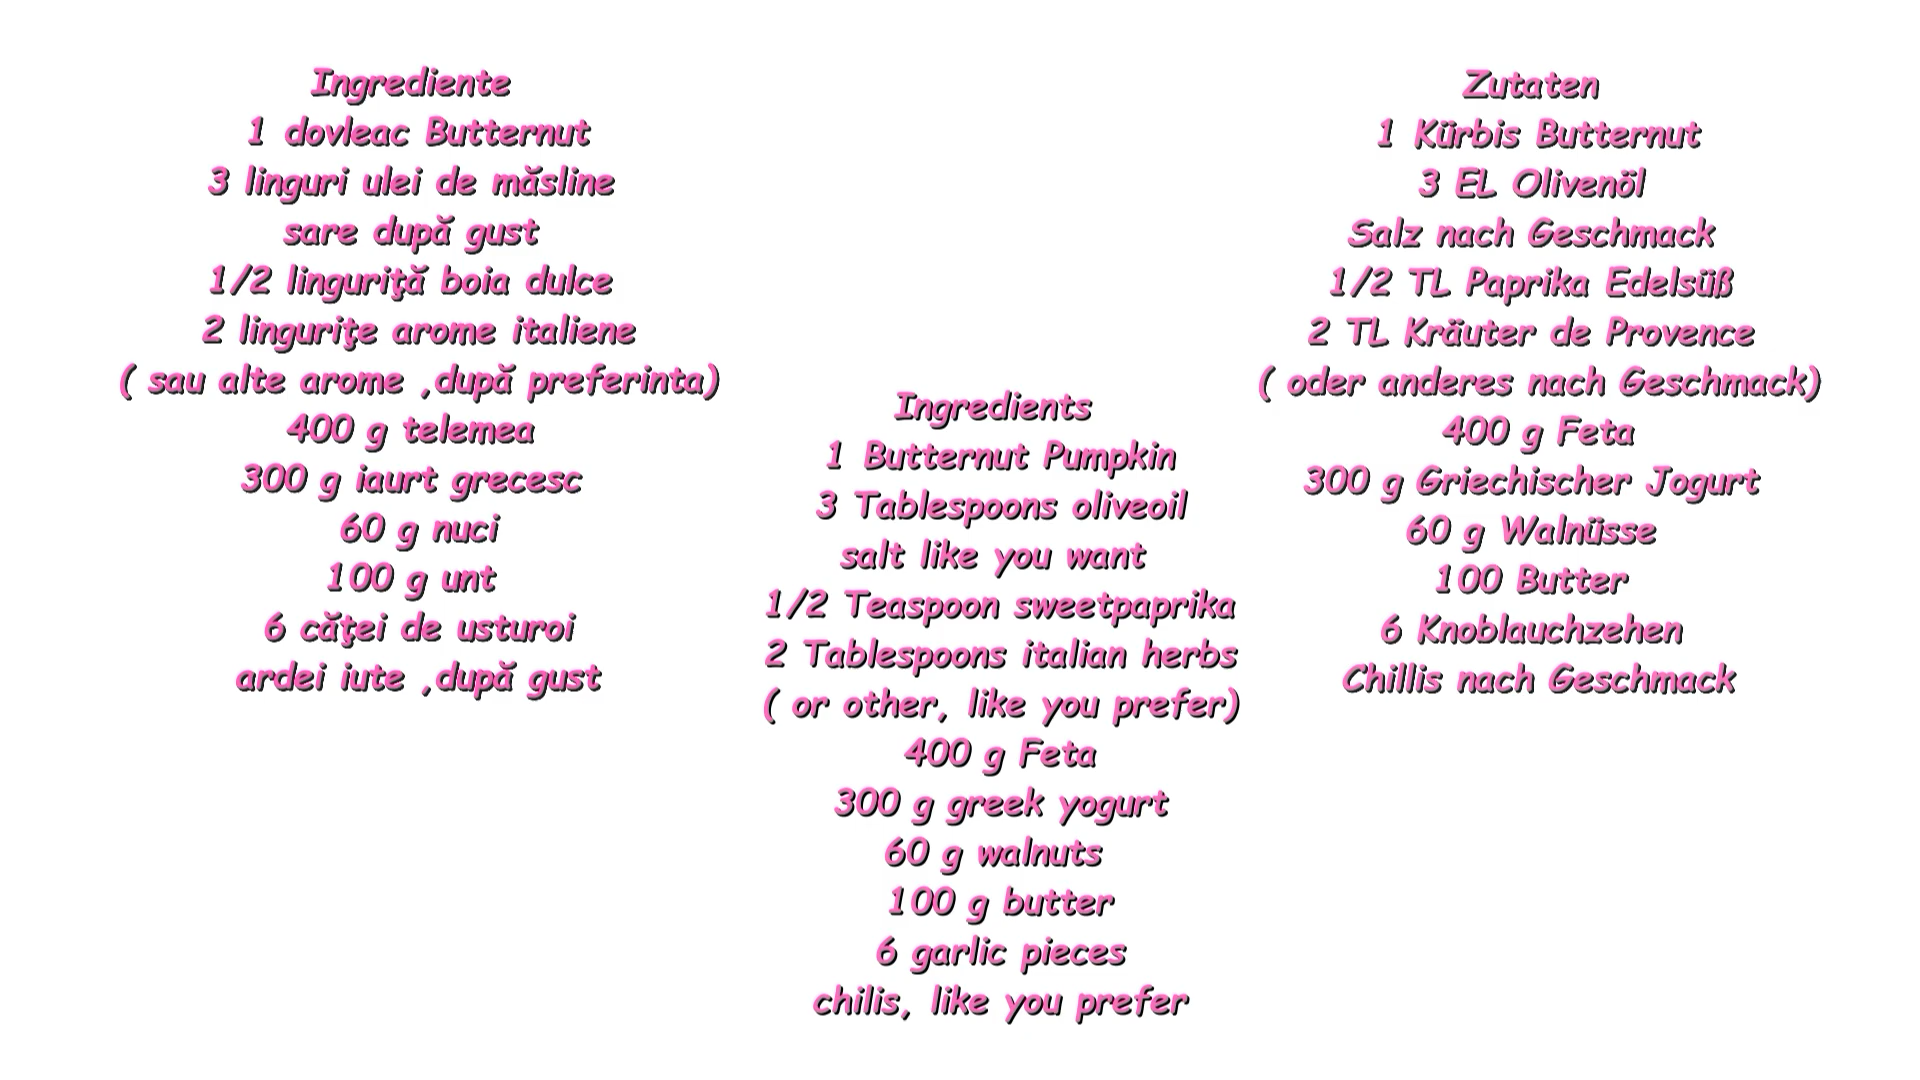 Ingrediente
1 dovleac Butternut
3 linguri ulei de măsline
sare după gust
1/2 linguriţă boia dulce
2 linguriţe arome italiene
( sau alte arome ,după preferinta)
400 g telemea
300 g iaurt grecesc
60 g nuci
100 g unt
6 căţei de usturoi
ardei iute ,după gust
Ingredients
1 Butternut Pumpkin
3 Tablespoons oliveoil
salt like you want
1/2 Teaspoon sweetpaprika
2 Tablespoons italian herbs
( or other, like you prefer)
400 g Feta
300 g greek yogurt
60 g walnuts
100 g butter
6 garlic pieces
chilis, like you prefer
Zutaten
1 Kürbis Butternut
3 EL Olivenöl
Salz nach Geschmack
1/2 TL Paprika Edelsüß
2 TL Kräuter de Provence
( oder anderes nach Geschmack)
400 g Feta
300 g Griechischer Jogurt
60 g Walnüsse
100 Butter
6 Knoblauchzehen
Chillis nach Geschmack